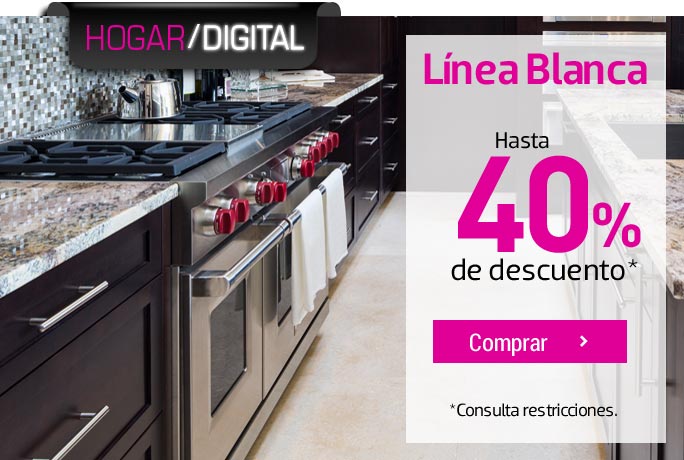 HOGAR/DIGITAL
Línea Blanca
Hasta
40%
de descuento*
Comprar >
*Consulta restricciones.